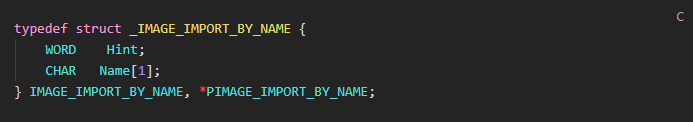 C
typedef struct _IMAGE_IMPORT_BY_NAME {
    WORD    Hint;
    CHAR   Name[1];
} IMAGE_IMPORT_BY_NAME, *PIMAGE_IMPORT_BY_NAME;